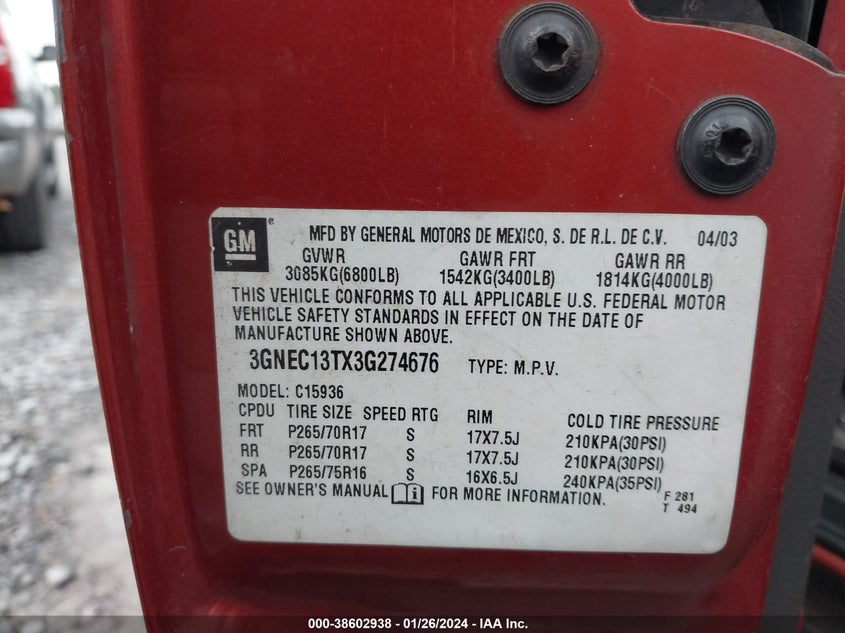 GM ® MFD BY GENERAL MOTORS DE MEXICO, S. DE R.L. DE C.V. 04/03
GVWR GAWR FRT GAWR RR
3085KG(6800LB) 1542KG(3400LB) 1814KG(4000LB)
THIS VEHICLE CONFORMS TO ALL APPLICABLE U.S. FEDERAL MOTOR
VEHICLE SAFETY STANDARDS IN EFFECT ON THE DATE OF
MANUFACTURE SHOWN ABOVE.
3GNEC13TX3G274676 TYPE: M.P.V.
MODEL: C15936
CPDU TIRE SIZE SPEED RTG RIM COLD TIRE PRESSURE
FRT P265/70R17 S 17X7.5J 210KPA(30PSI)
RR P265/70R17 S 17X7.5J 210KPA(30PSI)
SPA P265/75R16 S 16X6.5J 240KPA(35PSI)
SEE OWNER'S MANUAL FOR MORE INFORMATION. F 281
T 494
000-38602938 - 01/26/2024 - IAA Inc.